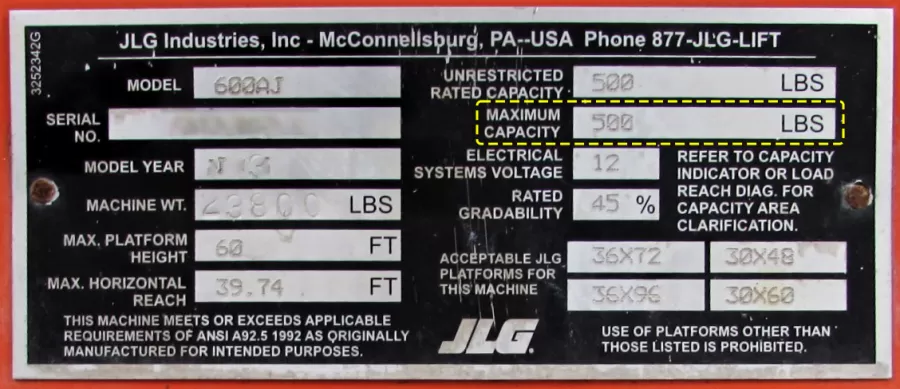 3252342G
JLG Industries, Inc - McConnellsburg, PA--USA Phone 877-JLG-LIFT
MODEL 600AJ
SERIAL NO.
MODEL YEAR
MACHINE WT. 23800 LBS
MAX. PLATFORM HEIGHT 60 FT
MAX. HORIZONTAL REACH 39.74 FT
THIS MACHINE MEETS OR EXCEEDS APPLICABLE
REQUIREMENTS OF ANSI A92.5 1992 AS ORIGINALLY
MANUFACTURED FOR INTENDED PURPOSES.
UNRESTRICTED RATED CAPACITY 500 LBS
MAXIMUM CAPACITY 500 LBS
ELECTRICAL SYSTEMS VOLTAGE 12
RATED GRADABILITY 45 %
REFER TO CAPACITY
INDICATOR OR LOAD
REACH DIAG. FOR
CAPACITY AREA
CLARIFICATION.
ACCEPTABLE JLG
PLATFORMS FOR
THIS MACHINE
36X72 30X48
36X96 30X60
JLG.
USE OF PLATFORMS OTHER THAN
THOSE LISTED IS PROHIBITED.